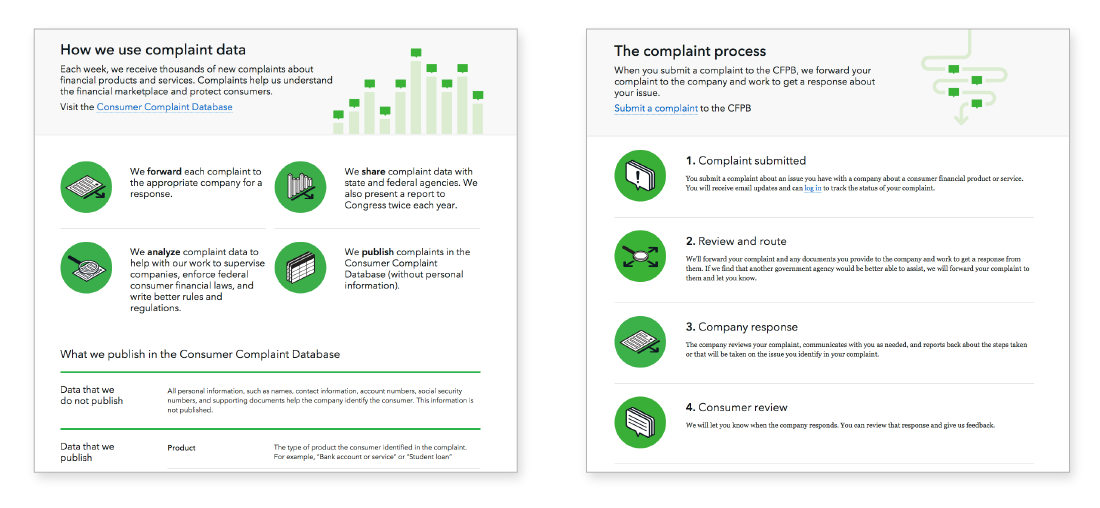 How we use complaint data
Each week, we receive thousands of new complaints about
financial products and services. Complaints help us understand
the financial marketplace and protect consumers.
Visit the Consumer Complaint Database
We forward each complaint to
the appropriate company for a
response.
We share complaint data with
state and federal agencies. We
also present a report to
Congress twice each year.
We analyze complaint data to
help with our work to supervise
companies, enforce federal
consumer financial laws, and
write better rules and
regulations.
We publish complaints in the
Conumer Complaint
Database (without personal
information).
What we publish in the Consumer Complaint Database
Data that we
do not publish
All personal information, such as names, contact information, account numbers, social security
numbers, and supporting documents help the company identify the consumer. This information is
not published.
Data that we
publish
Product
The type of product the consumer identified in the complaint.
For example, "Bank account or service" or "Student loan"
The complaint process
When you submit a complaint to the CFPB, we forward your
complaint to the company and work to get a response about
your issue.
Submit a complaint to the CFPB
1. Complaint submitted
You submit a complaint about an issue you have with a company about a consumer financial product or service.
You will receive email updates and can log in to track the status of your complaint.
2. Review and route
We'll forward your complaint and any documents you provide to the company and work to get a response from
them. If we find that another government agency would be better able to assist, we will forward your complaint to
them and let you know.
3. Company response
The company reviews your complaint, communicates with you as needed, and reports back about the steps taken
or that will be taken on the issue you identify in your complaint.
4. Consumer review
We will let you know when the company responds. You can review that response and give us feedback.